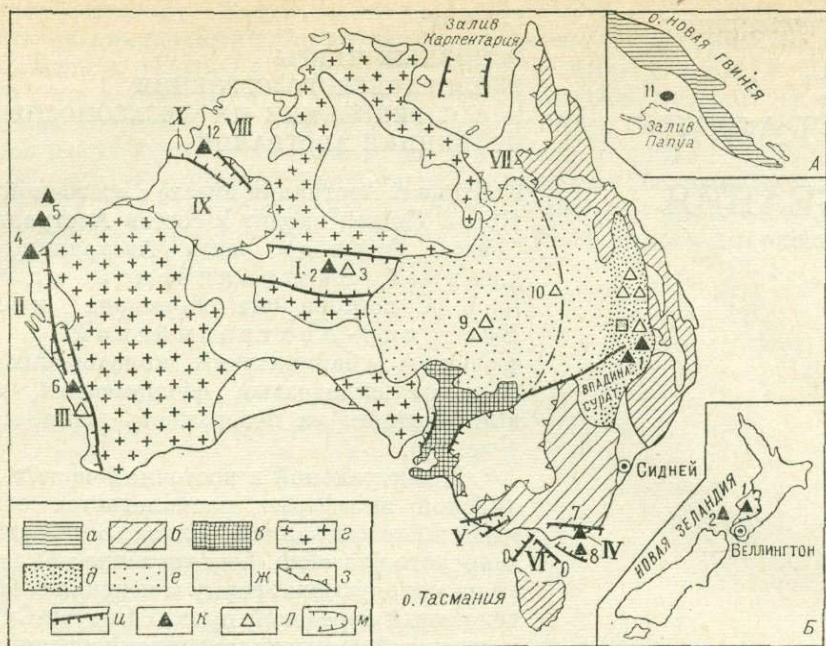 Залив
Карпентария
О. НОВАЯ ГВИНЕЯ
11
Залив
Папуа
А
X
12
VIII
VII
IX
5
4
I
2
3
10
9
II
6
III
1
ВПАДИНА
СУРАТ
СИДНЕЙ
7
V
IV
VI
8
О. Тасмания
НОВАЯ ЗЕЛАНДИЯ
1
2
ВЕЛЛИНГТОН
Б
а
б
в
г
д
е
ж
з
и
к
л
м